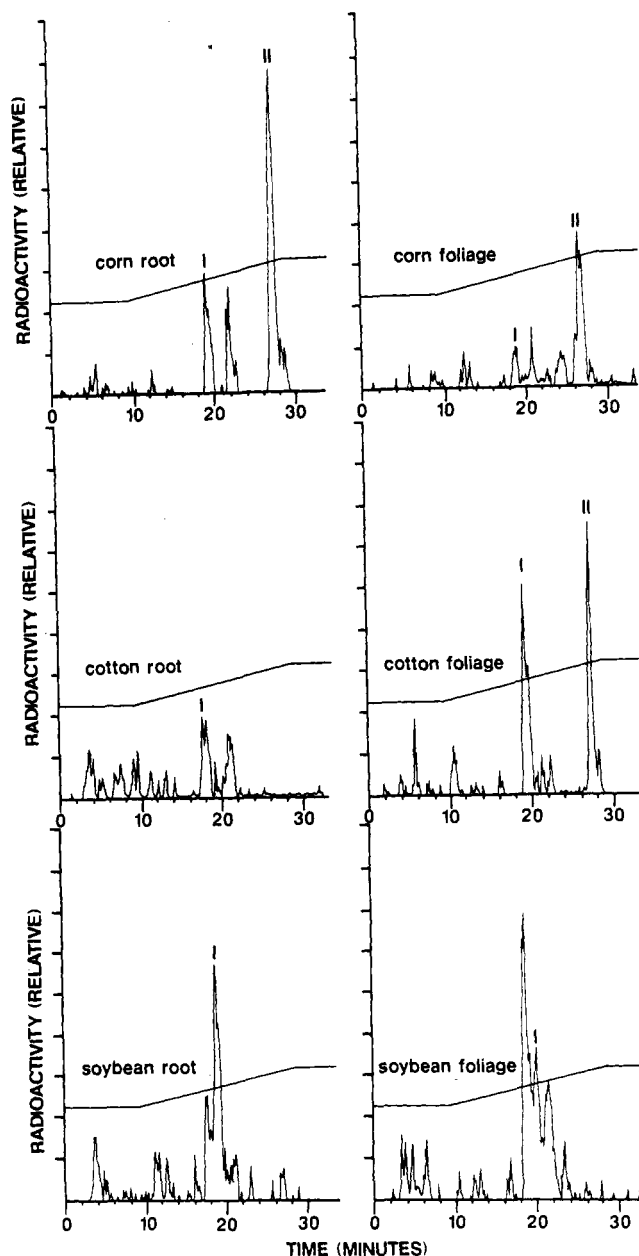 RADIOACTIVITY (RELATIVE)
II
I
corn root
0 10 20 30
II
I
corn foliage
0 10 20 30
RADIOACTIVITY (RELATIVE)
I
cotton root
0 10 20 30
II
I
cotton foliage
0 10 20 30
RADIOACTIVITY (RELATIVE)
I
soybean root
0 10 20 30
I
soybean foliage
0 10 20 30
TIME (MINUTES)